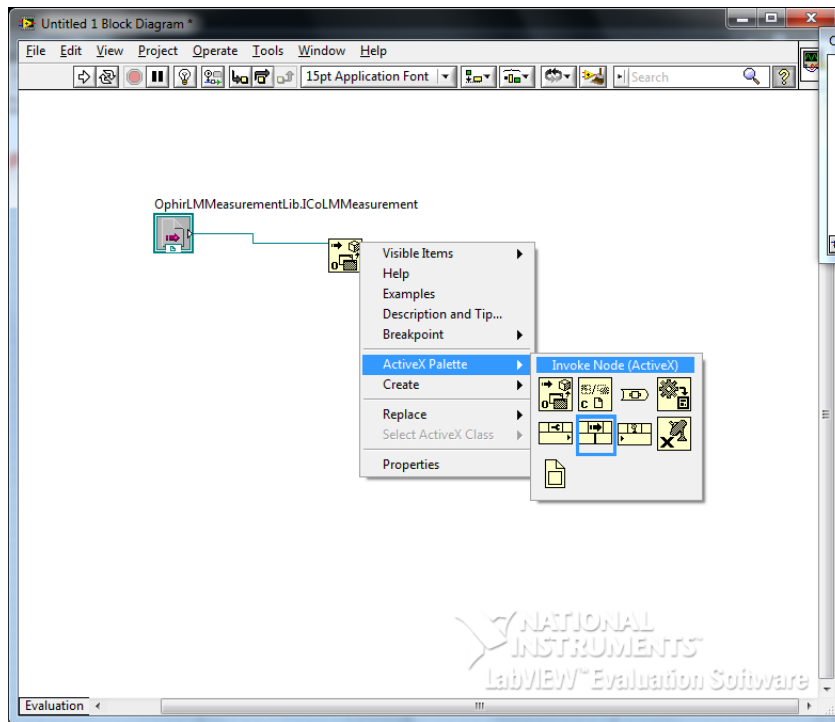 Untitled 1 Block Diagram *
File Edit View Project Operate Tools Window Help
15pt Application Font
Search
OphirLMMeasurementLib.ICoLMMeasurement
Visible Items
Help
Examples
Description and Tip...
Breakpoint
ActiveX Palette
Invoke Node (ActiveX)
Create
Replace
Select ActiveX Class
Properties
NATIONAL
INSTRUMENTS™
LabVIEW™ Evaluation Software
Evaluation